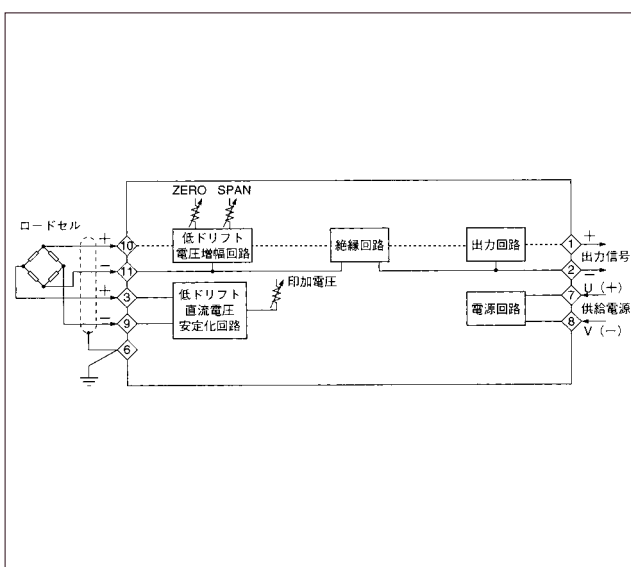 ZERO SPAN
ロードセル
+
10
低ドリフト
電圧増幅回路
絶縁回路
出力回路
1
+
出力信号
−
11
2
−
+
3
低ドリフト
直流電圧
安定化回路
印加電圧
電源回路
7
U (+)
供給電源
−
9
8
V (−)
6